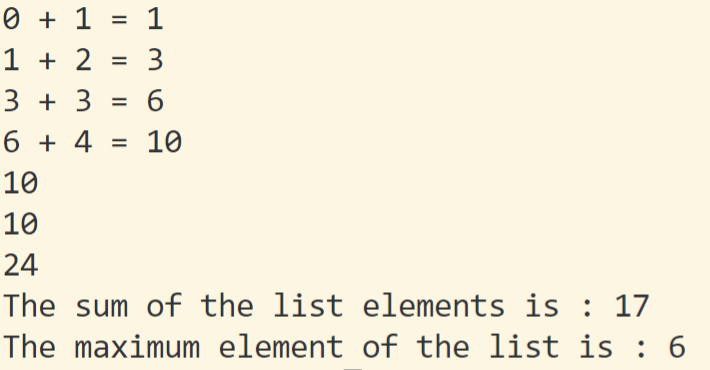 0 + 1 = 1
1 + 2 = 3
3 + 3 = 6
6 + 4 = 10
10
10
24
The sum of the list elements is : 17
The maximum element of the list is : 6